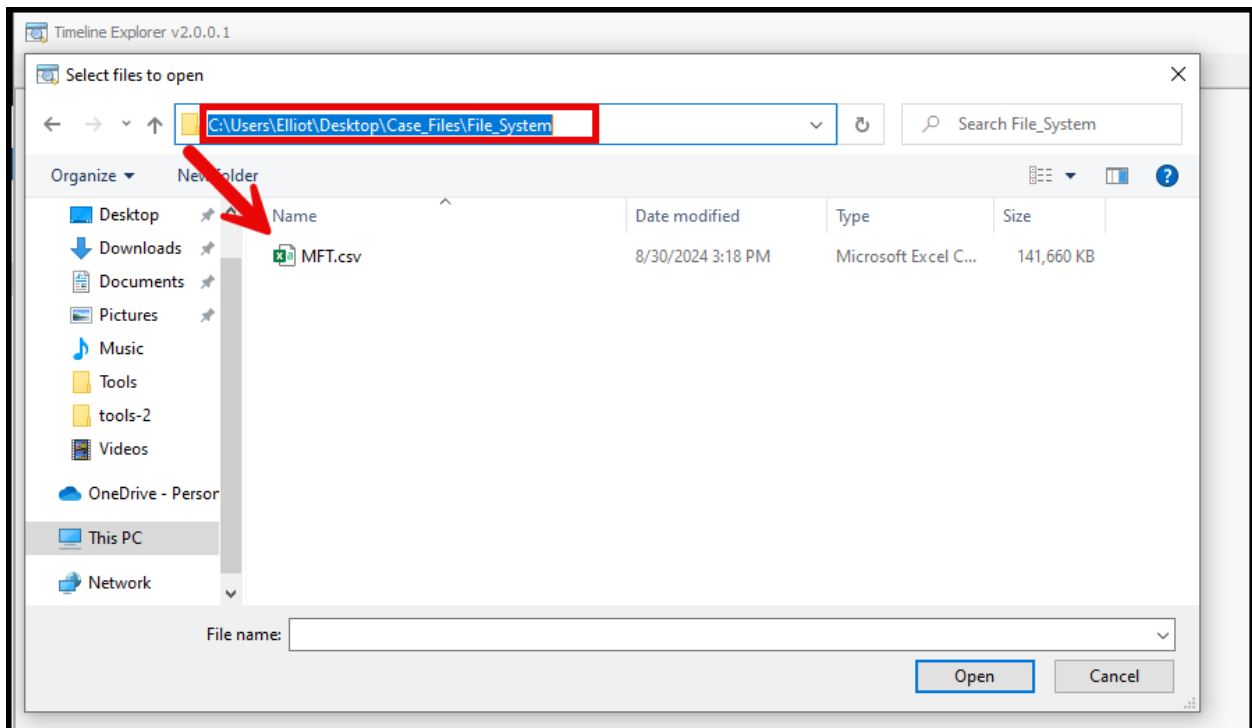 Timeline Explorer v2.0.0.1
Select files to open
C:\Users\Elliot\Desktop\Case_Files\File_System
Search File_System
Organize
New folder
Name Date modified Type Size
MFT.csv 8/30/2024 3:18 PM Microsoft Excel C... 141,660 KB
Desktop
Downloads
Documents
Pictures
Music
Tools
tools-2
Videos
OneDrive - Person
This PC
Network
File name:
Open Cancel